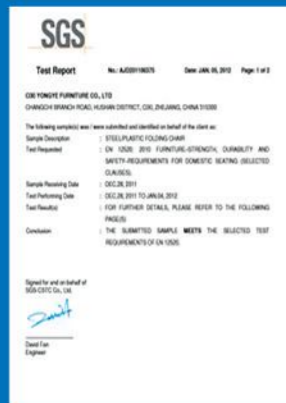 SGS
Test Report No.: AJ0201180375 Date: JAN. 05, 2012 Page: 1 of 3
CIXI YONGYE FURNITURE CO., LTD
CHANGCHI BRANCH ROAD, HUSHAN DISTRICT, CIXI, ZHEJIANG, CHINA 315300
The following sample(s) was / were submitted and identified on behalf of the client as:
Sample Description : STEEL/PLASTIC FOLDING CHAIR
Test Requested : EN 12520: 2010 FURNITURE-STRENGTH, DURABILITY AND
SAFETY-REQUIREMENTS FOR DOMESTIC SEATING (SELECTED
CLAUSES).
Sample Receiving Date : DEC.28, 2011
Test Performing Date : DEC.28, 2011 TO JAN.04, 2012
Test Result(s) : FOR FURTHER DETAILS, PLEASE REFER TO THE FOLLOWING
PAGE(S)
Conclusion : THE SUBMITTED SAMPLE MEETS THE SELECTED TEST
REQUIREMENTS OF EN 12520.
Signed for and on behalf of
SGS-CSTC Co., Ltd.
David Fan
Engineer